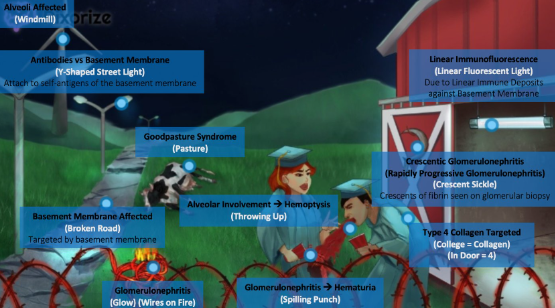 Alveoli Affected
(Windmill)
Antibodies vs Basement Membrane
(Y-Shaped Street Light)
Attach to self-antigens of the basement membrane
Linear Immunofluorescence
(Linear Fluorescent Light)
Due to Linear Immune Deposits
against Basement Membrane
Goodpasture Syndrome
(Pasture)
Crescentic Glomerulonephritis
(Rapidly Progressive Glomerulonephritis)
(Crescent Sickle)
Crescents of fibrin seen on glomerular biopsy
Alveolar Involvement → Hemoptysis
(Throwing Up)
Basement Membrane Affected
(Broken Road)
Targeted by basement membrane
Type 4 Collagen Targeted
(College = Collagen)
(In Door = 4)
Glomerulonephritis
(Glow) (Wires on Fire)
Glomerulonephritis → Hematuria
(Spilling Punch)